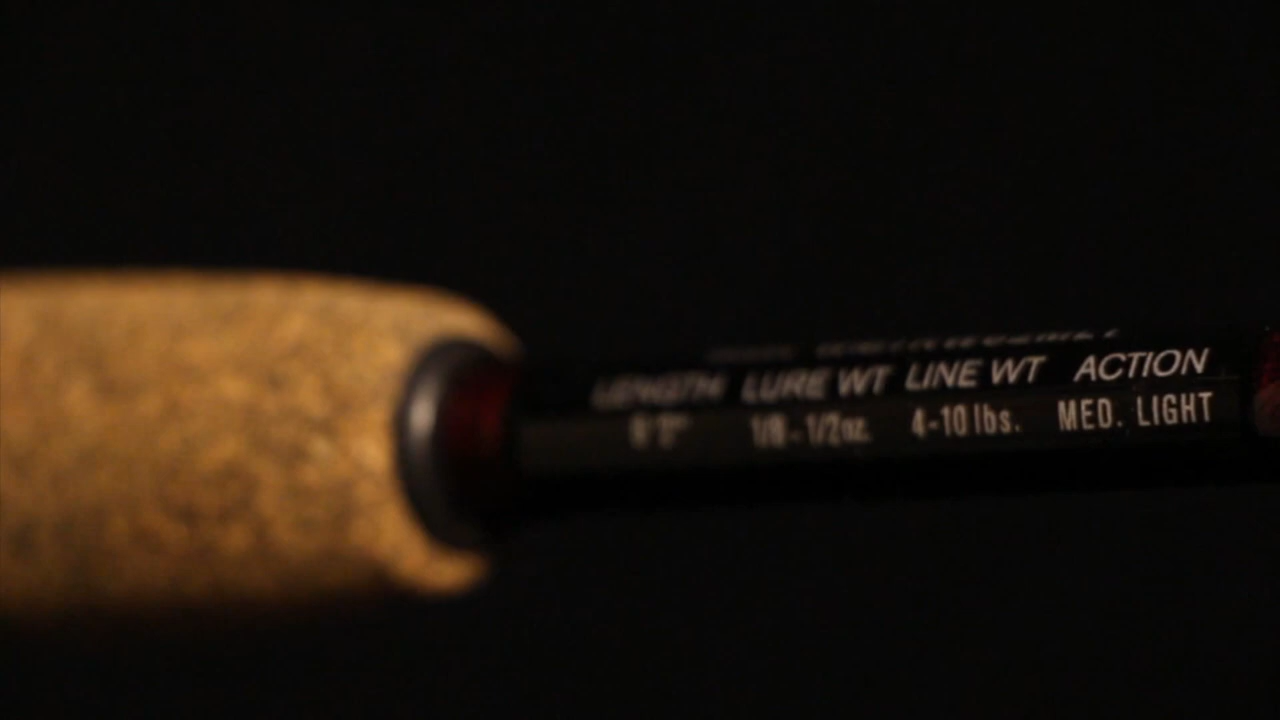 LENGTH LURE WT LINE WT ACTION
1/8-1/2oz. 4-10 lbs. MED. LIGHT